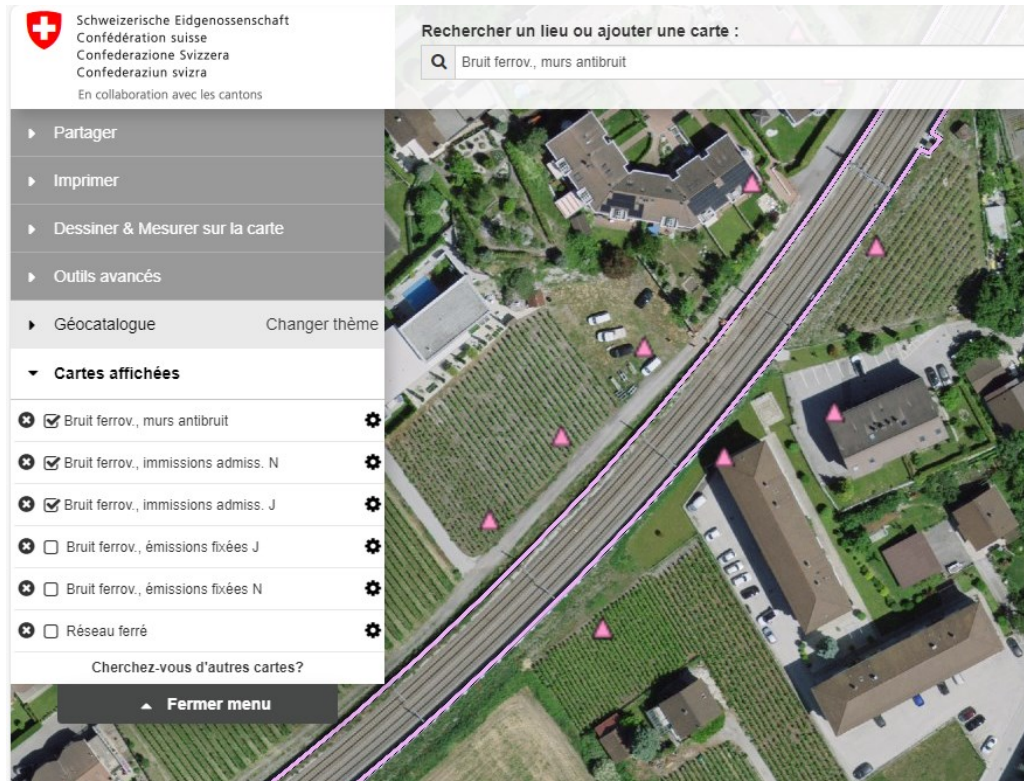 Schweizerische Eidgenossenschaft
Confédération suisse
Confederazione Svizzera
Confederaziun svizra
En collaboration avec les cantons
Rechercher un lieu ou ajouter une carte :
Bruit ferrov., murs antibruit
Partager
Imprimer
Dessiner & Mesurer sur la carte
Outils avancés
Géocatalogue Changer thème
Cartes affichées
Bruit ferrov., murs antibruit
Bruit ferrov., immissions admiss. N
Bruit ferrov., immissions admiss. J
Bruit ferrov., émissions fixées J
Bruit ferrov., émissions fixées N
Réseau ferré
Cherchez-vous d'autres cartes?
Fermer menu